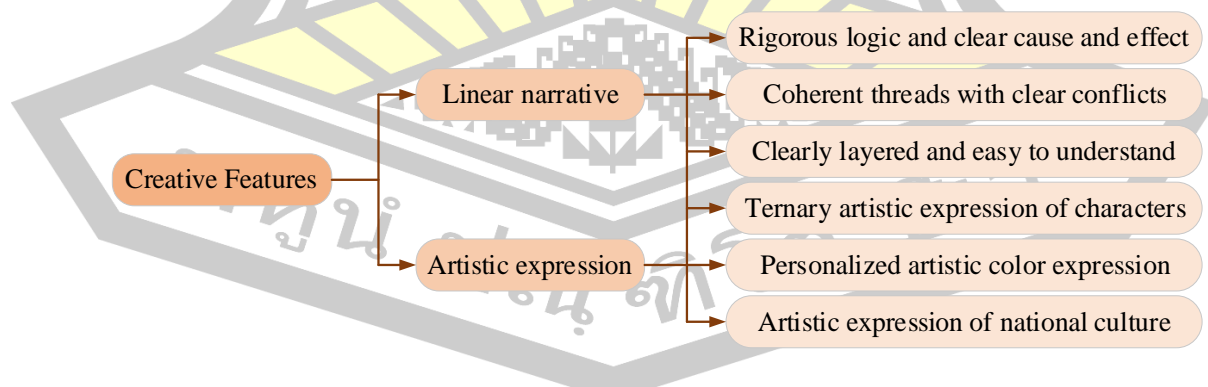 Rigorous logic and clear cause and effect
Linear narrative
Coherent threads with clear conflicts
Clearly layered and easy to understand
Creative Features
Ternary artistic expression of characters
Artistic expression
Personalized artistic color expression
Artistic expression of national culture